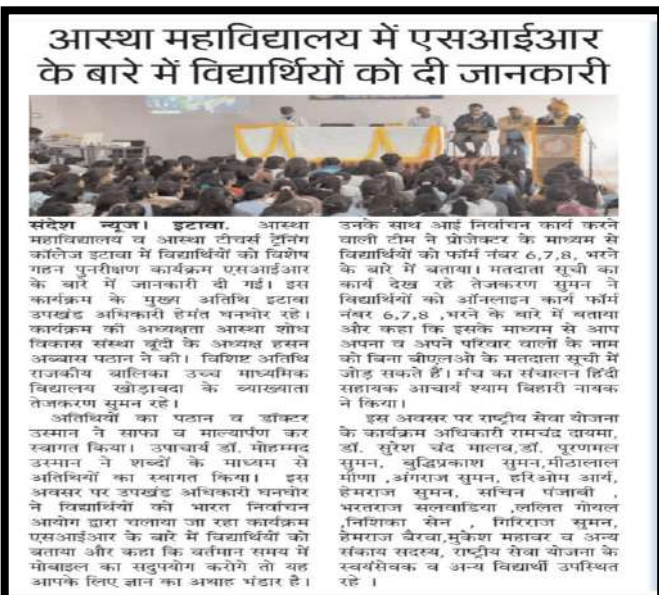 आस्था महाविद्यालय में एसआईआर
के बारे में विद्यार्थियों को दी जानकारी
संदेश न्यूज। इटावा. आस्था
महाविद्यालय व आस्था टीचर्स ट्रेनिंग
कॉलेज इटावा में विद्यार्थियों को विशेष
गहन पुनरीक्षण कार्यक्रम एसआईआर
के बारे में जानकारी दी गई। इस
कार्यक्रम के मुख्य अतिथि इटावा
उपखंड अधिकारी हेमंत घनघोर रहे।
कार्यक्रम की अध्यक्षता आस्था शोध
विकास संस्था बूंदी के अध्यक्ष हसन
अब्बास पठान ने की। विशिष्ट अतिथि
राजकीय बालिका उच्च माध्यमिक
विद्यालय खेड़ावदा के व्याख्याता
तेजकरण सुमन रहे।
अतिथियों का पठान व डॉक्टर
उस्मान ने साफा व माल्यार्पण कर
स्वागत किया। उपाचार्य डॉ. मोहम्मद
उस्मान ने शब्दों के माध्यम से
अतिथियों का स्वागत किया। इस
अवसर पर उपखंड अधिकारी घनघोर
ने विद्यार्थियों को भारत निर्वाचन
आयोग द्वारा चलाया जा रहा कार्यक्रम
एसआईआर के बारे में विद्यार्थियों को
बताया और कहा कि वर्तमान समय में
मोबाइल का सदुपयोग करोगे तो यह
आपके लिए ज्ञान का अथाह भंडार है।
उनके साथ आई निर्वाचन कार्य करने
वाली टीम ने प्रोजेक्टर के माध्यम से
विद्यार्थियों को फॉर्म नंबर 6,7,8, भरने
के बारे में बताया। मतदाता सूची का
कार्य देख रहे तेजकरण सुमन ने
विद्यार्थियों को ऑनलाइन कार्य फॉर्म
नंबर 6,7,8 ,भरने के बारे में बताया
और कहा कि इसके माध्यम से आप
अपना व अपने परिवार वालों के नाम
को बिना बीएलओ के मतदाता सूची में
जोड़ सकते हैं। मंच का संचालन हिंदी
सहायक आचार्य श्याम बिहारी नायक
ने किया।
इस अवसर पर राष्ट्रीय सेवा योजना
के कार्यक्रम अधिकारी रामचंद्र दायमा,
डॉ. सुरेश चंद मालव,डॉ. पूरणमल
सुमन, बुद्धिप्रकाश सुमन,मीठालाल
मीणा ,अंगराज सुमन, हरिओम आर्य,
हेमराज सुमन, सचिन पंजाबी ,
भरतराज सलवाडिया ,ललित गोयल
,निशिका सेन , गिरिराज सुमन,
हेमराज बैरवा,मुकेश महावर व अन्य
संकाय सदस्य, राष्ट्रीय सेवा योजना के
स्वयंसेवक व अन्य विद्यार्थी उपस्थित
रहे ।